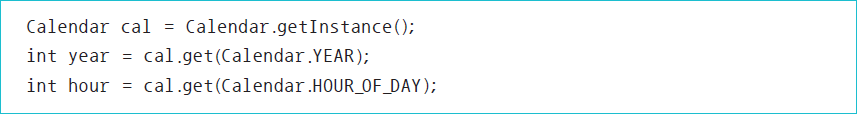 Calendar cal = Calendar.getInstance();
int year = cal.get(Calendar.YEAR);
int hour = cal.get(Calendar.HOUR_OF_DAY);